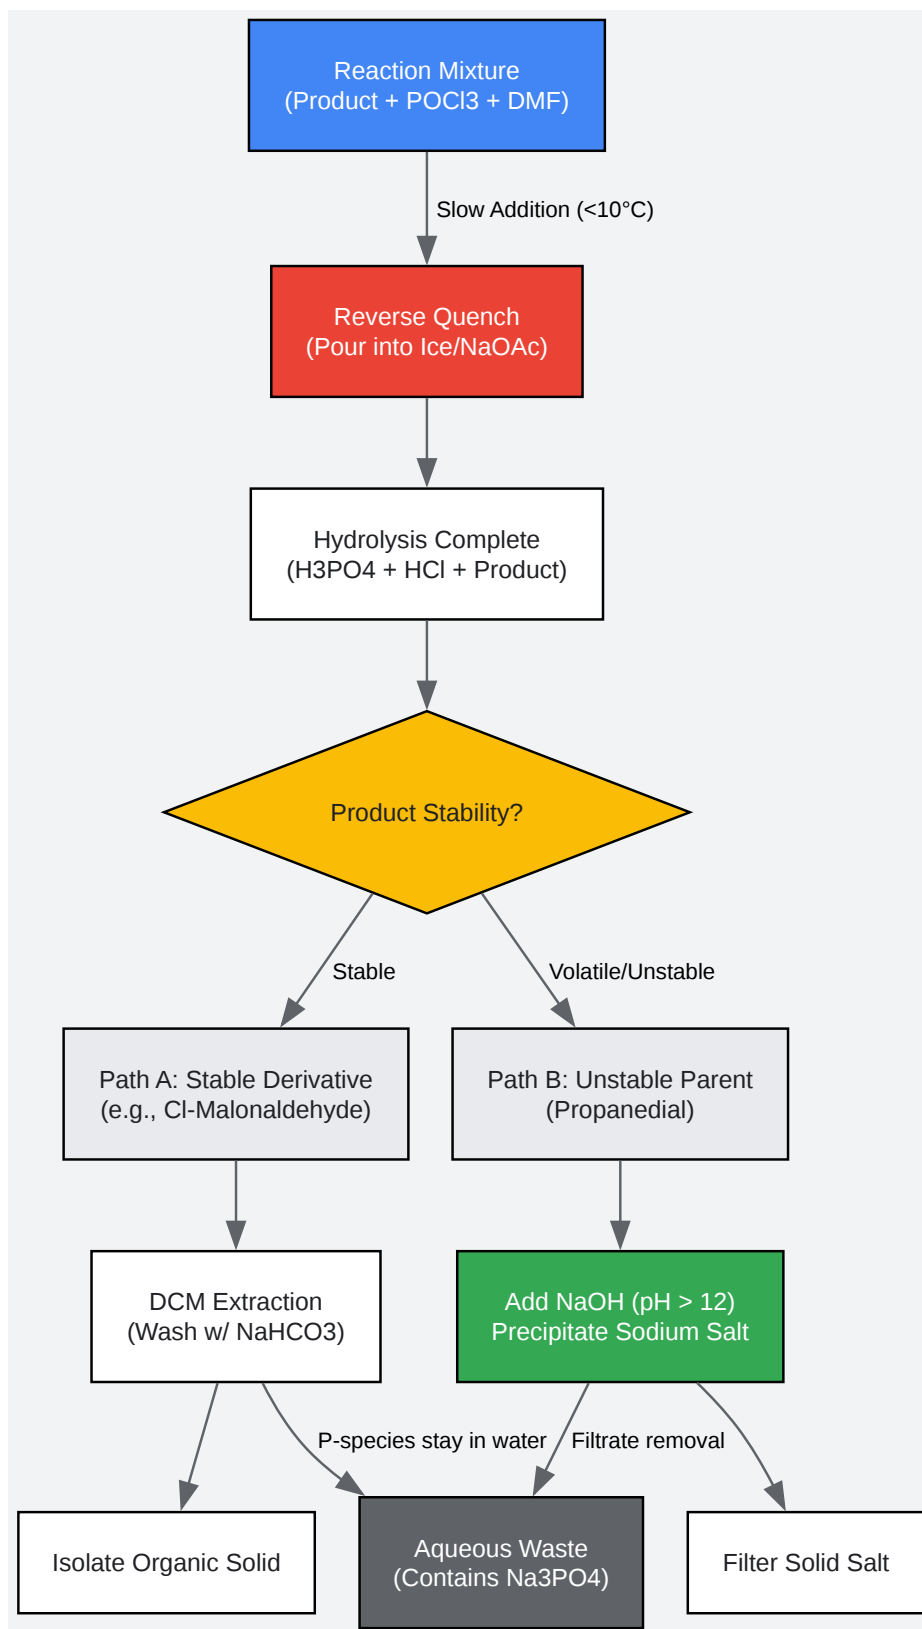 Reaction Mixture
(Product + POCl3 + DMF)
Slow Addition (<10°C)
Reverse Quench
(Pour into Ice/NaOAc)
Hydrolysis Complete
(H3PO4 + HCl + Product)
Product Stability?
Stable
Volatile/Unstable
Path A: Stable Derivative
(e.g., Cl-Malonaldehyde)
Path B: Unstable Parent
(Propanedial)
DCM Extraction
(Wash w/ NaHCO3)
Add NaOH (pH > 12)
Precipitate Sodium Salt
P-species stay in water
Filtrate removal
Isolate Organic Solid
Aqueous Waste
(Contains Na3PO4)
Filter Solid Salt